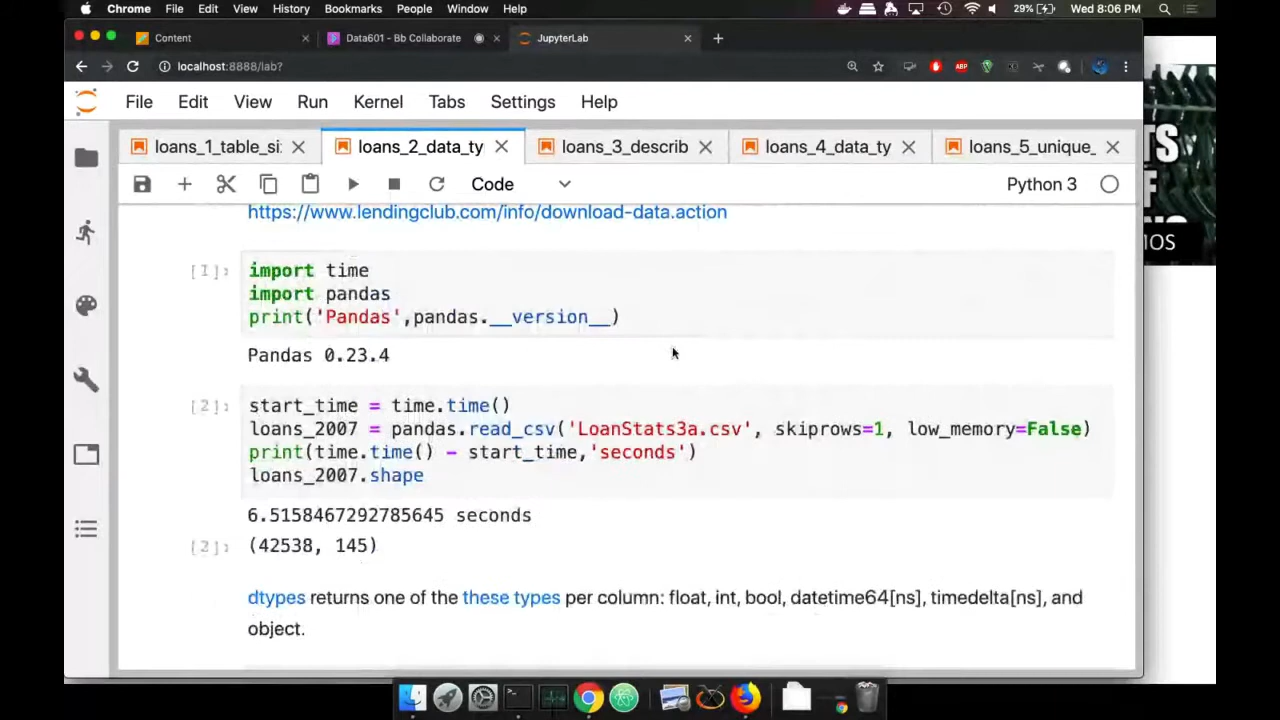 Chrome File Edit View History Bookmarks People Window Help 29% Wed 8:06 PM
Content Data601 - Bb Collaborate JupyterLab
localhost:8888/lab?
ABP
File Edit View Run Kernel Tabs Settings Help
loans_1_table_si loans_2_data_ty loans_3_describ loans_4_data_ty loans_5_unique_
Code Python 3
https://www.lendingclub.com/info/download-data.action
[1]: import time
import pandas
print('Pandas',pandas.__version__)
Pandas 0.23.4
[2]: start_time = time.time()
loans_2007 = pandas.read_csv('LoanStats3a.csv', skiprows=1, low_memory=False)
print(time.time() - start_time,'seconds')
loans_2007.shape
6.5158467292785645 seconds
[2]: (42538, 145)
dtypes returns one of the these types per column: float, int, bool, datetime64[ns], timedelta[ns], and
object.